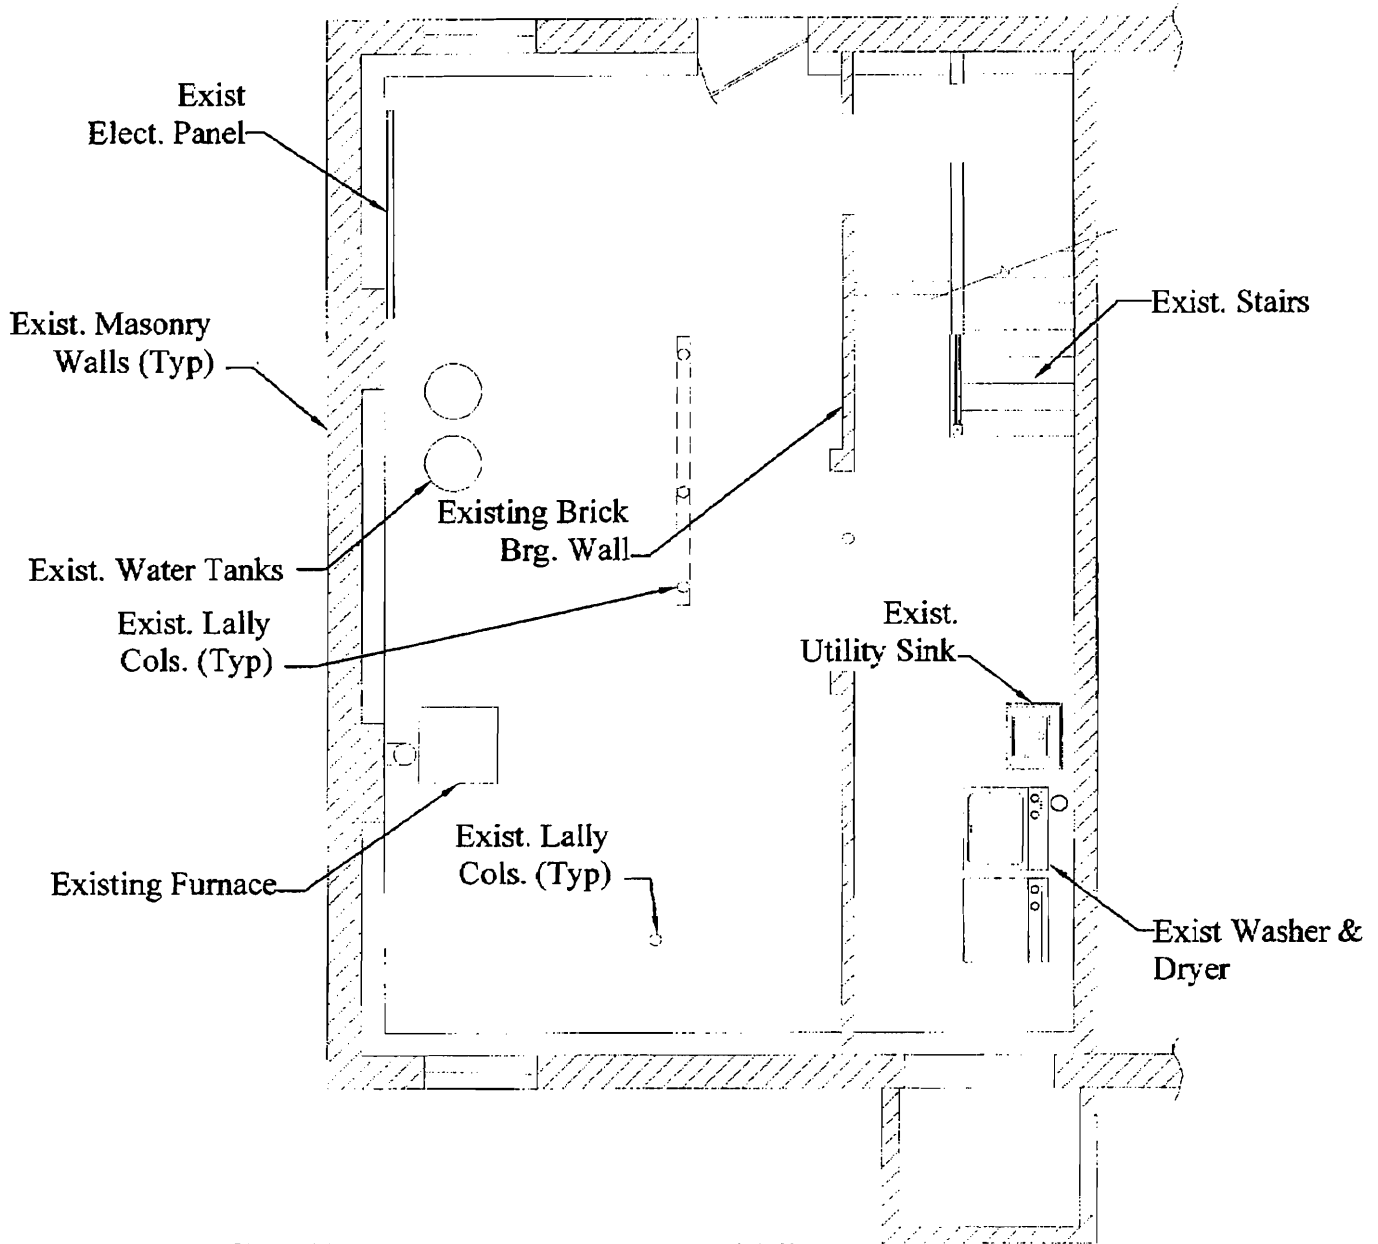 Exist
Elect. Panel
Exist. Masonry
Walls (Typ)
Exist. Stairs
Existing Brick
Brg. Wall
Exist. Water Tanks
Exist. Lally
Cols. (Typ)
Exist.
Utility Sink
Exist. Lally
Cols. (Typ)
Existing Furnace
Exist Washer &
Dryer